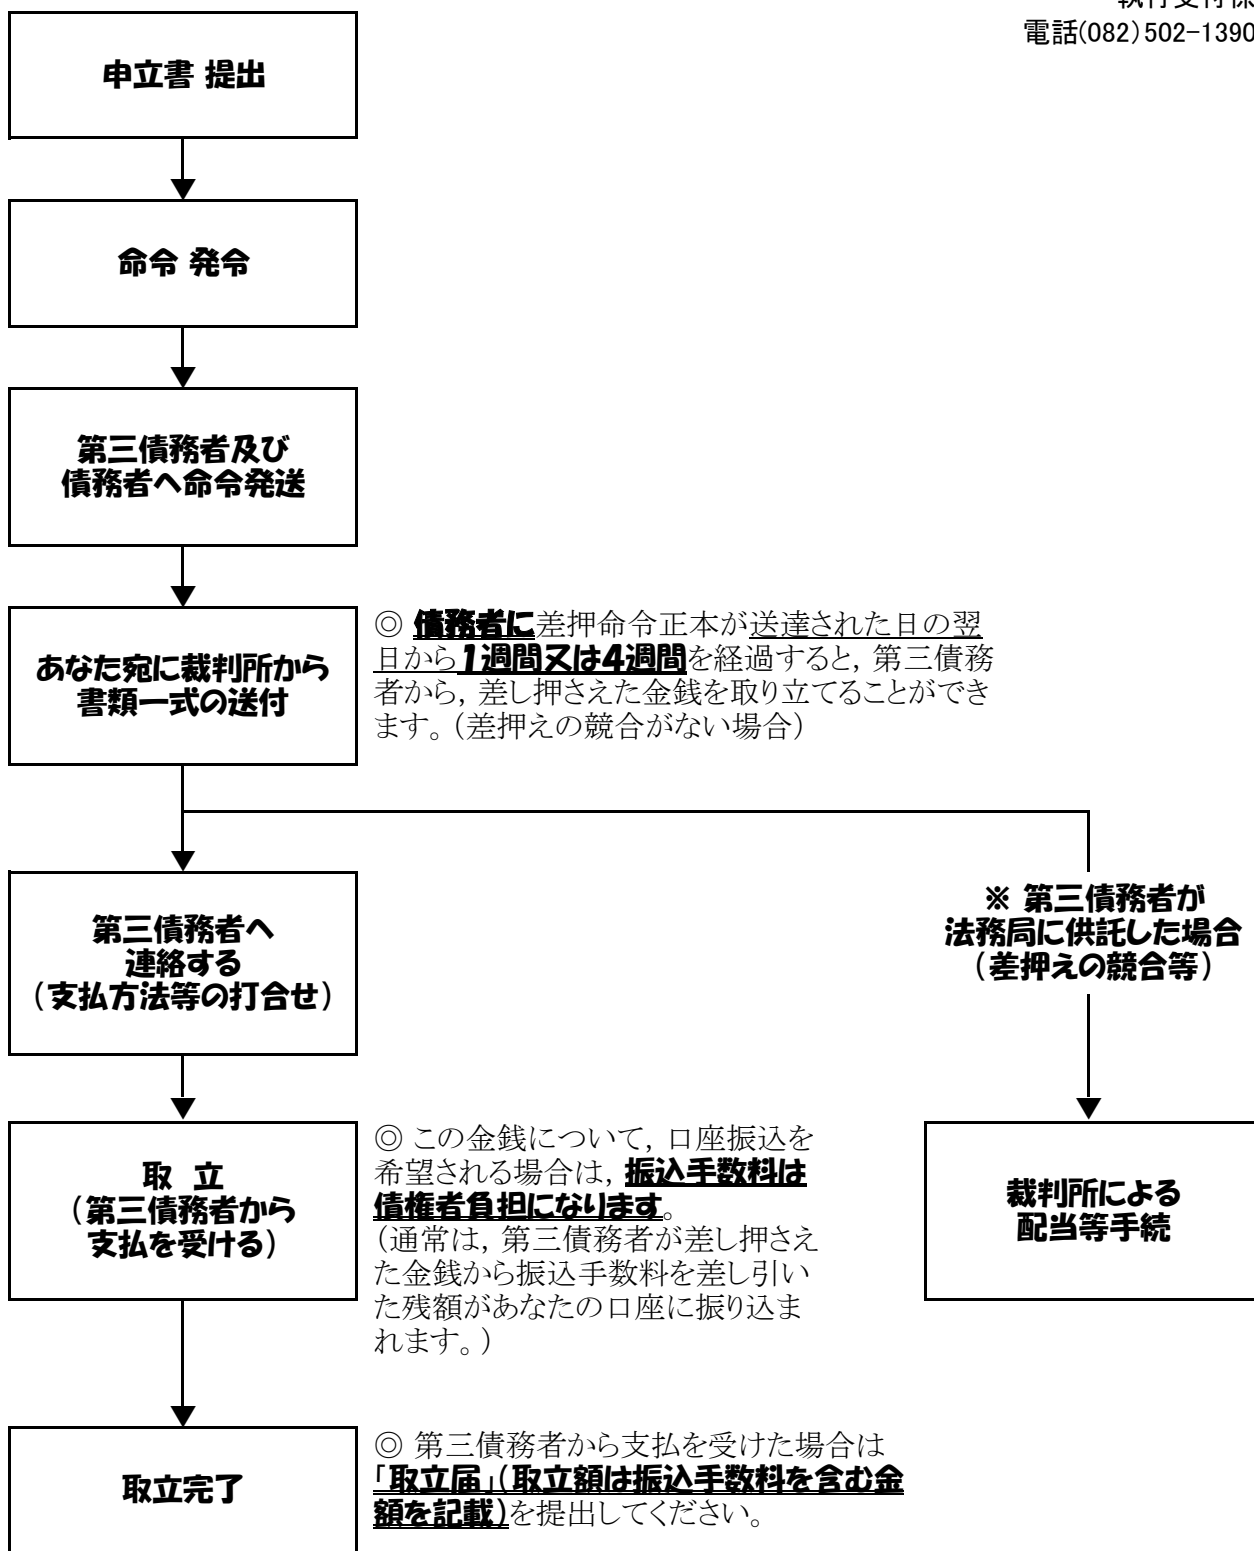 執行受付係
電話(082)502-1390
申立書 提出
命令 発令
第三債務者及び
債務者へ命令発送
あなた宛に裁判所から
書類一式の送付
◎ 債務者に差押命令正本が送達された日の翌
日から1週間又は4週間を経過すると，第三債務
者から，差し押さえた金銭を取り立てることができ
ます。（差押えの競合がない場合）
第三債務者へ
連絡する
（支払方法等の打合せ）
※ 第三債務者が
法務局に供託した場合
（差押えの競合等）
取 立
（第三債務者から
支払を受ける）
◎ この金銭について，口座振込を
希望される場合は，振込手数料は
債権者負担になります。
（通常は，第三債務者が差し押さえ
た金銭から振込手数料を差し引い
た残額があなたの口座に振り込ま
れます。）
裁判所による
配当等手続
取立完了
◎ 第三債務者から支払を受けた場合は
「取立届」（取立額は振込手数料を含む金
額を記載）を提出してください。